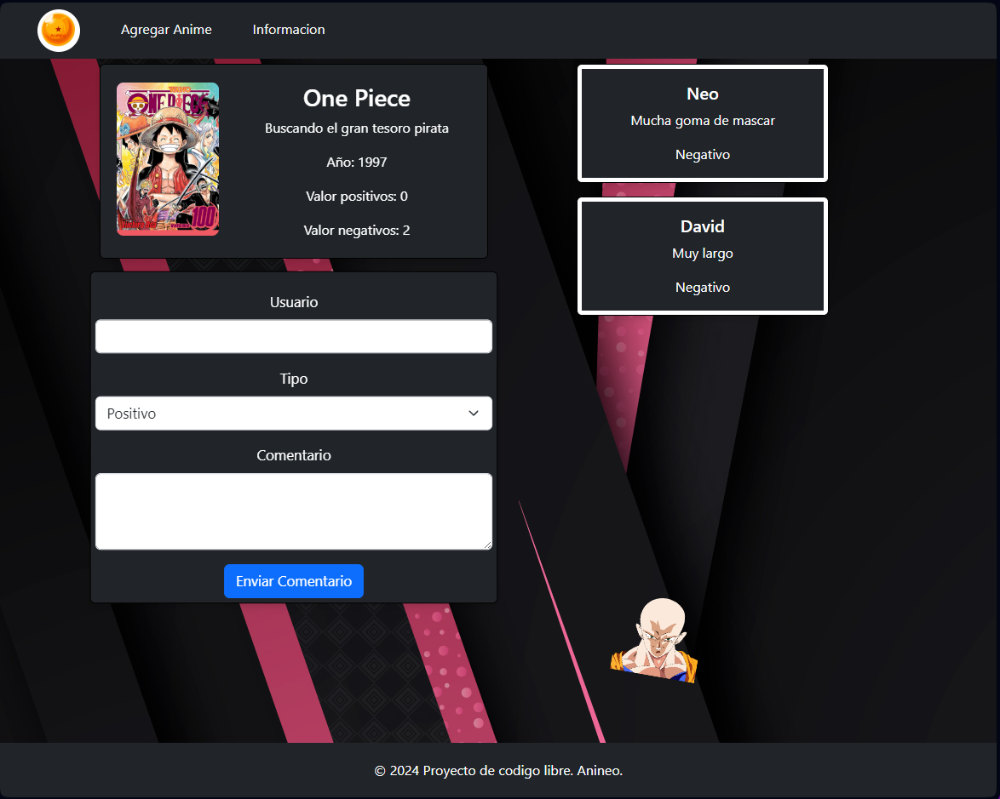 Agregar Anime
Informacion
ONE PIECE
100
One Piece
Buscando el gran tesoro pirata
Año: 1997
Valor positivos: 0
Valor negativos: 2
Usuario
Tipo
Positivo
Comentario
Enviar Comentario
Neo
Mucha goma de mascar
Negativo
David
Muy largo
Negativo
© 2024 Proyecto de codigo libre. Anineo.